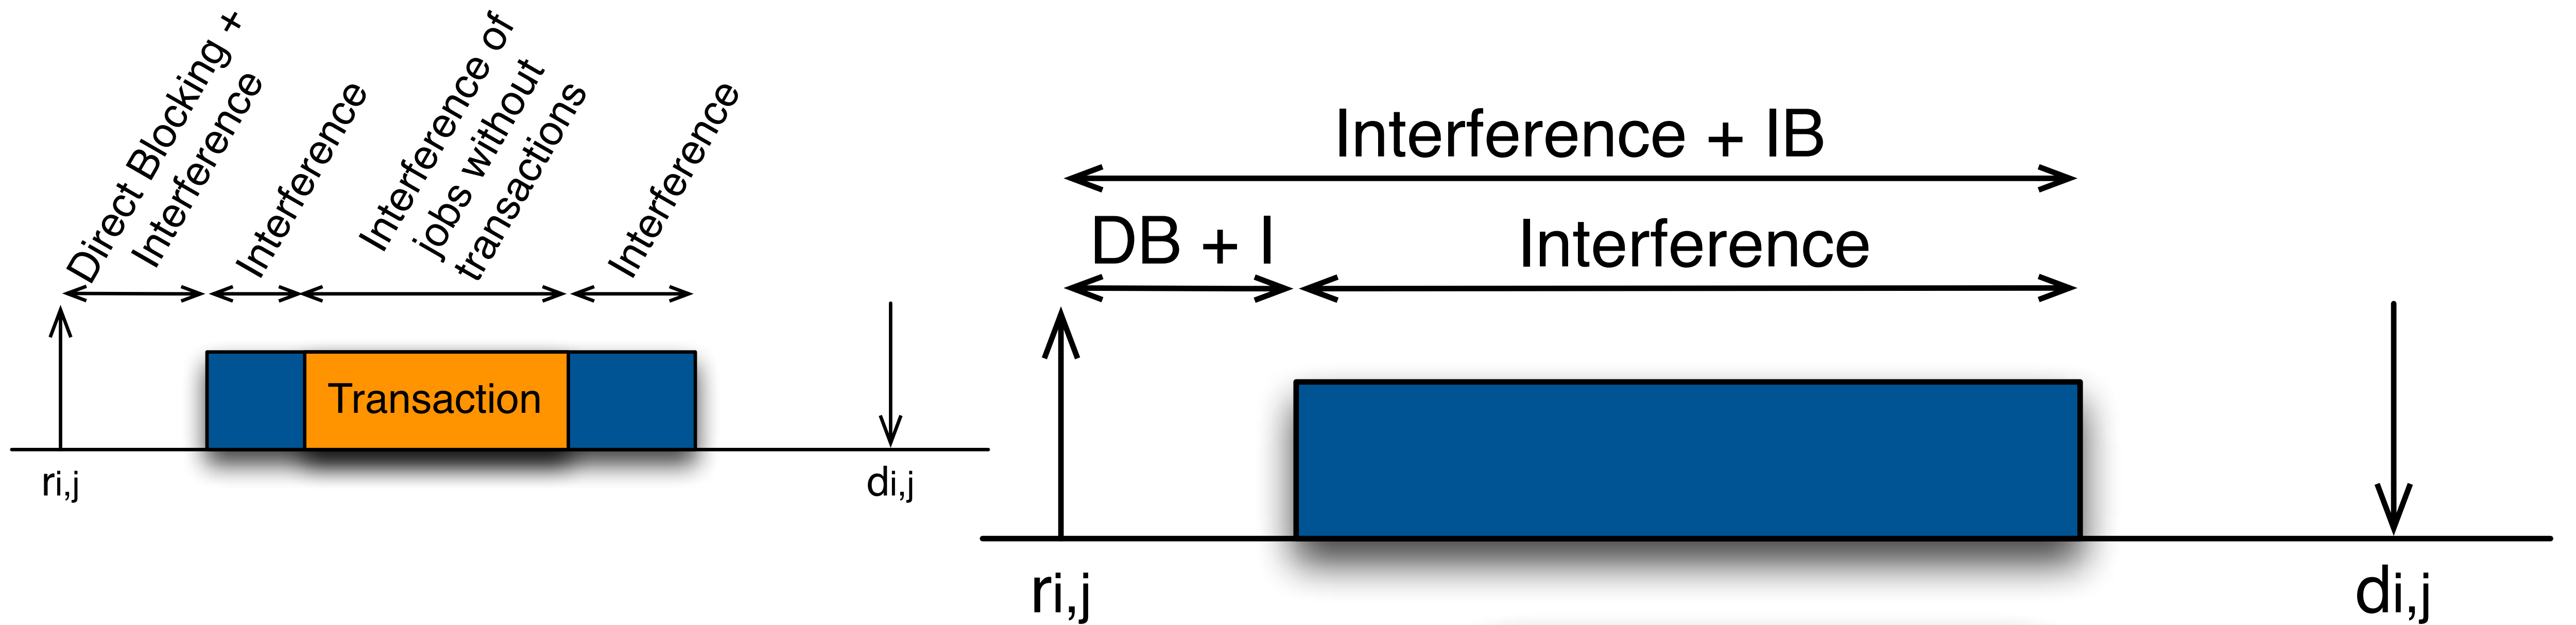 Direct Blocking +
Interference
Interference
Interference of
jobs without
transactions
Interference
Transaction
ri,j
di,j
Interference + IB
DB + I
Interference
ri,j
di,j